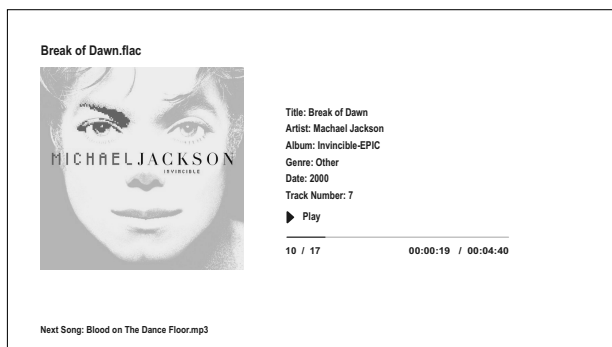 Break of Dawn.flac
MICHAEL JACKSON
INVINCIBLE
Title: Break of Dawn
Artist: Machael Jackson
Album: Invincible-EPIC
Genre: Other
Date: 2000
Track Number: 7
Play
10 / 17 00:00:19 / 00:04:40
Next Song: Blood on The Dance Floor.mp3